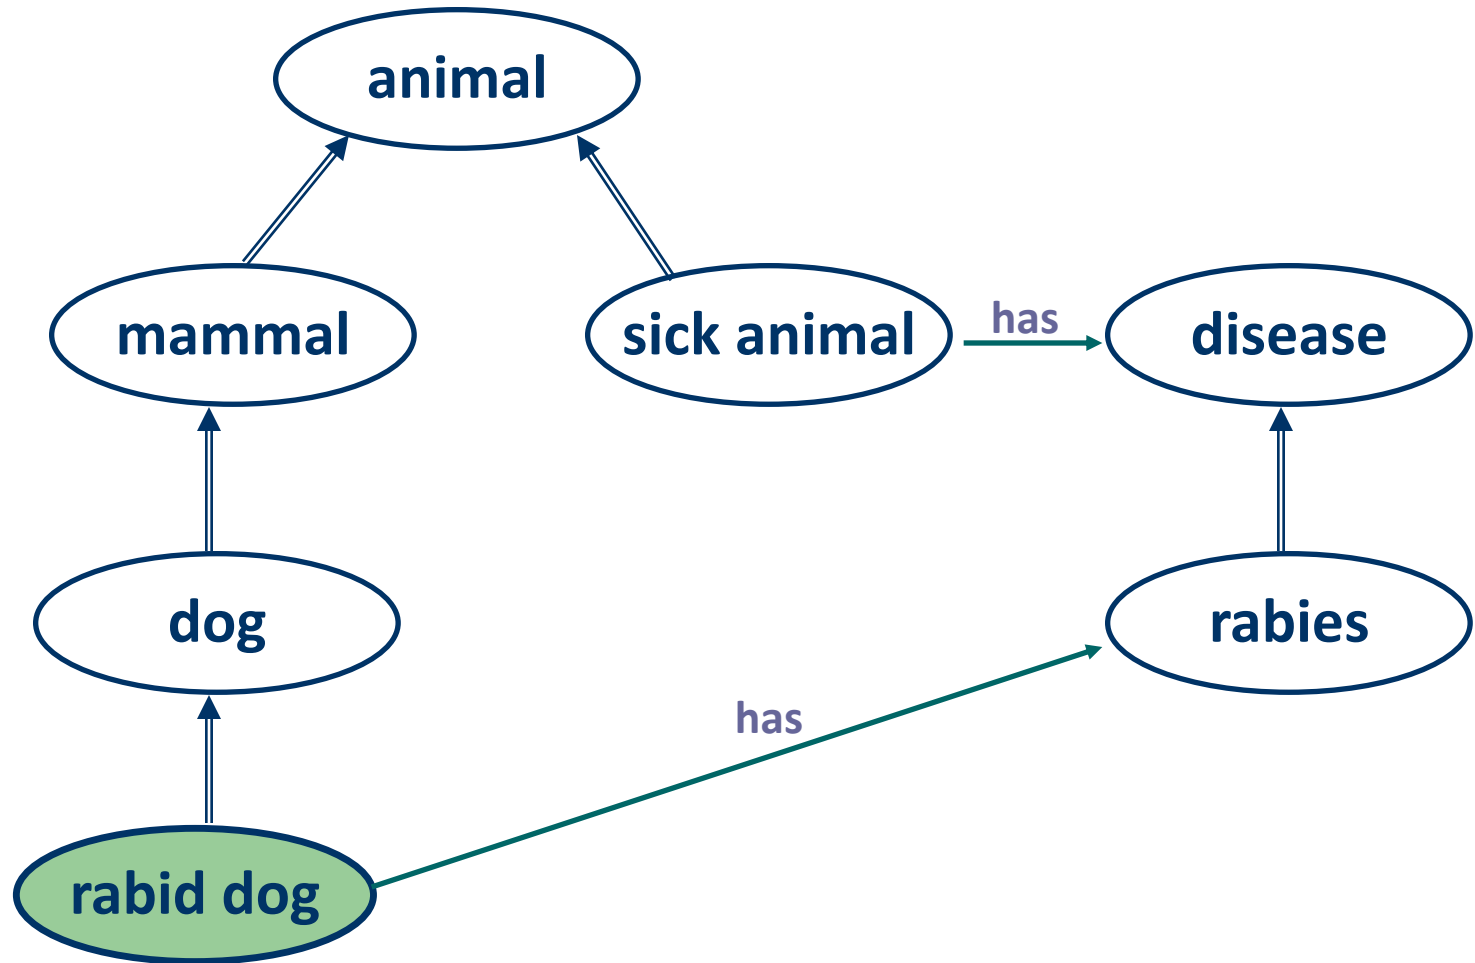 animal
mammal
sick animal
has
disease
dog
rabies
has
rabid dog